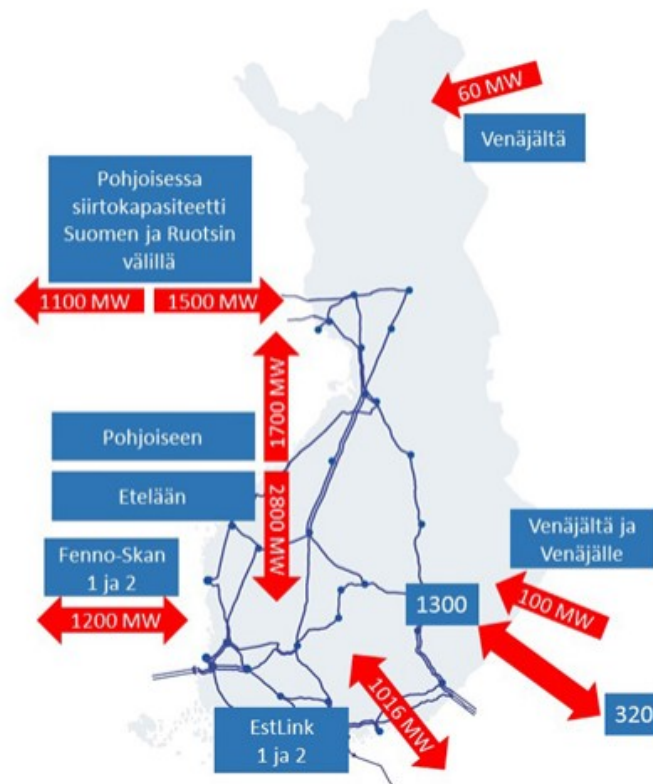 60 MW
Venäjältä
Pohjoisessa
siirtokapasiteetti
Suomen ja Ruotsin
välillä
1100 MW
1500 MW
1700 MW
Pohjoiseen
Etelään
2800 MW
Fenno-Skan
1 ja 2
1200 MW
Venäjältä ja
Venäjälle
100 MW
1300
320
1016 MW
EstLink
1 ja 2